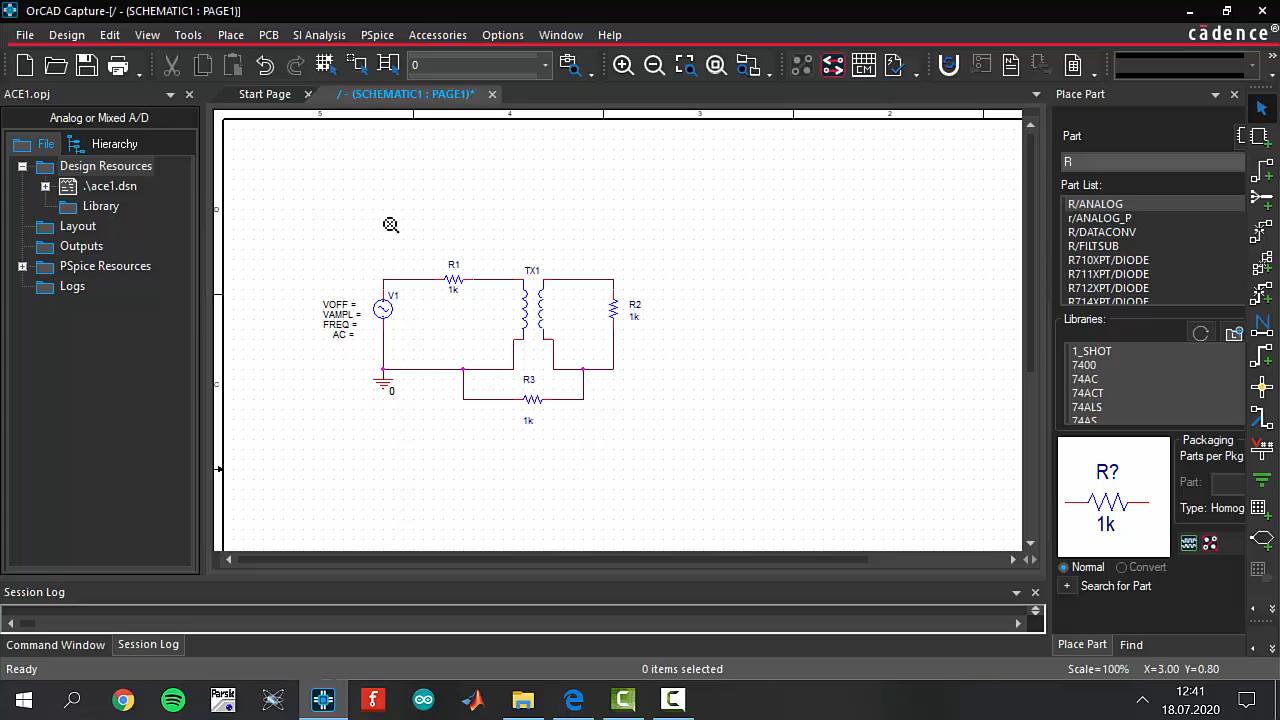 OrCAD Capture-[/ - (SCHEMATIC1 : PAGE1)]
File Design Edit View Tools Place PCB SI Analysis PSpice Accessories Options Window Help
cadence®
0
ACE1.opj
Start Page
/ - (SCHEMATIC1 : PAGE1)*
Place Part
Analog or Mixed A/D
File
Hierarchy
Design Resources
.\ace1.dsn
Library
Layout
Outputs
PSpice Resources
Logs
5
4
3
2
D
C
R1
1k
TX1
V1
VOFF =
VAMPL =
FREQ =
AC =
R2
1k
R3
1k
0
Part
R
Part List:
R/ANALOG
r/ANALOG_P
R/DATACONV
R/FILTSUB
R710XPT/DIODE
R711XPT/DIODE
R712XPT/DIODE
R714XPT/DIODE
Libraries:
1_SHOT
7400
74AC
74ACT
74ALS
74AS
R?
1k
Packaging
Parts per Pkg
Part:
Type: Homog
Normal
Convert
Search for Part
Session Log
Command Window
Session Log
Place Part
Find
Ready
0 items selected
Scale=100%
X=3.00 Y=0.80
Parsk
12:41
18.07.2020